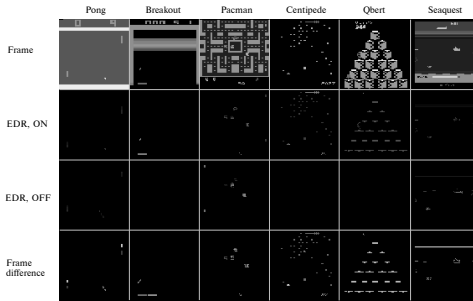 Pong Breakout Pacman Centipede Qbert Seaquest
Frame
EDR, ON
EDR, OFF
Frame
difference